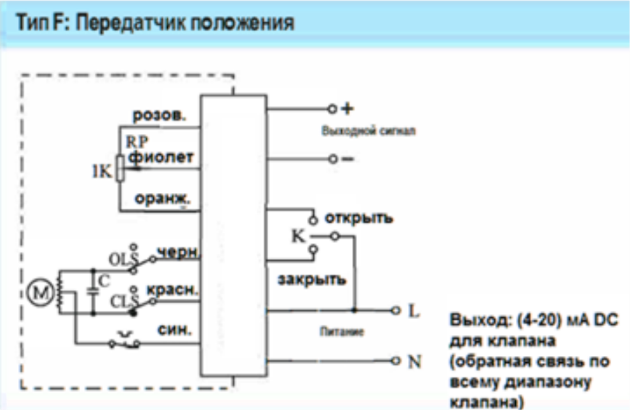 Тип F: Передатчик положения
розов.
RP
фиолет
1K
оранж.
+
Выходной сигнал
−
открыть
K
закрыть
OLS
черн.
C
CLS
красн.
M
син.
L
Питание
N
Выход: (4-20) мА DC
для клапана
(обратная связь по
всему диапазону
клапана)